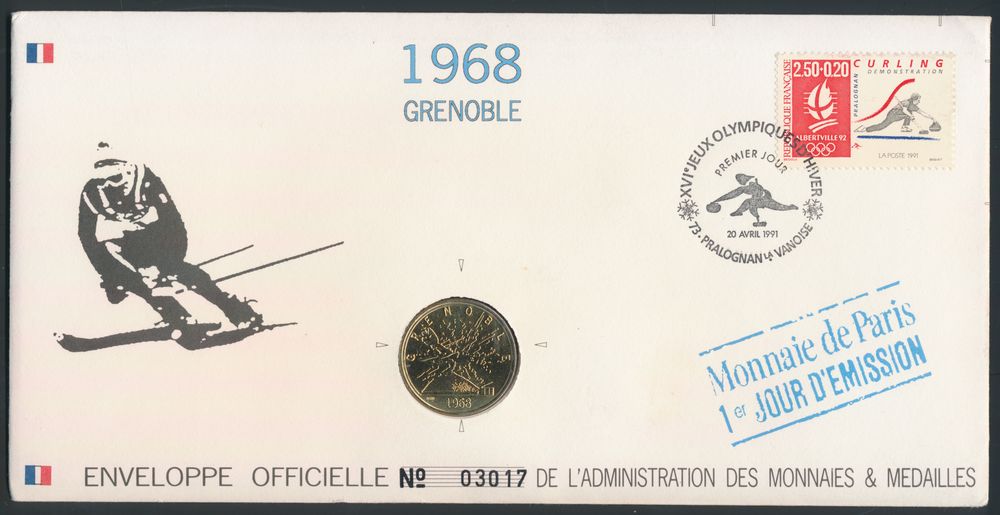 1968
GRENOBLE
RÉPUBLIQUE FRANÇAISE
2.50+0.20
ALBERTVILLE 92
CURLING
DEMONSTRATION
PRALOGNAN
LA POSTE 1991
XVIes JEUX OLYMPIQUES D'HIVER
PREMIER JOUR
20 AVRIL 1991
73 - PRALOGNAN LA VANOISE
GRENOBLE
1968
Monnaie de Paris
1er JOUR D'EMISSION
ENVELOPPE OFFICIELLE No 03017 DE L'ADMINISTRATION DES MONNAIES & MEDAILLES